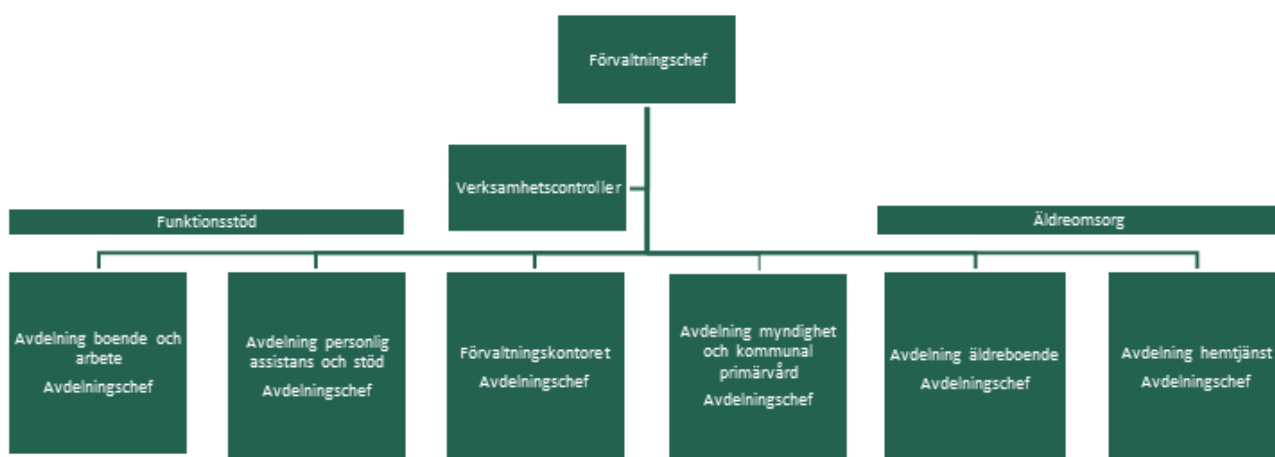 Förvaltningschef
Verksamhetscontroller
Funktionsstöd
Äldreomsorg
Avdelning boende och
arbete
Avdelningschef
Avdelning personlig
assistans och stöd
Avdelningschef
Förvaltningskontoret
Avdelningschef
Avdelning myndighet
och kommunal
primärvård
Avdelningschef
Avdelning äldreboende
Avdelningschef
Avdelning hemtjänst
Avdelningschef